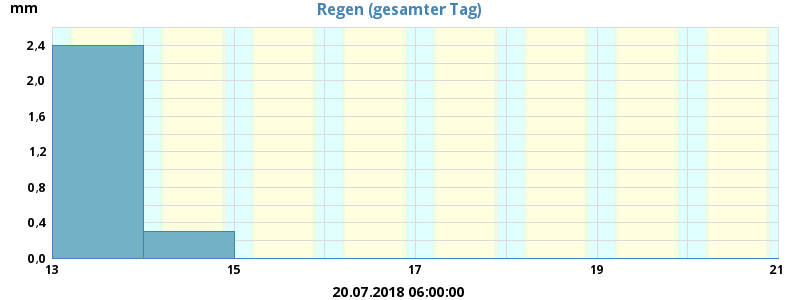 Regen (gesamter Tag)
mm
2,4
2,0
1,6
1,2
0,8
0,4
0,0
13 15 17 19 21
20.07.2018 06:00:00